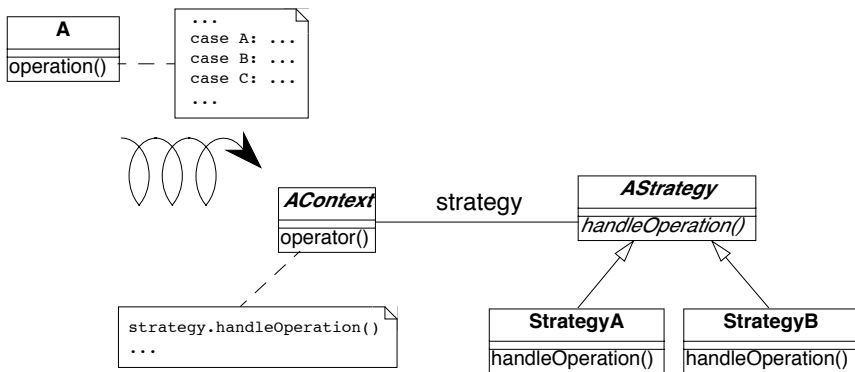 A
operation()
...
case A: ...
case B: ...
case C: ...
...
AContext
operator()
strategy
AStrategy
handleOperation()
strategy.handleOperation()
...
StrategyA
handleOperation()
StrategyB
handleOperation()